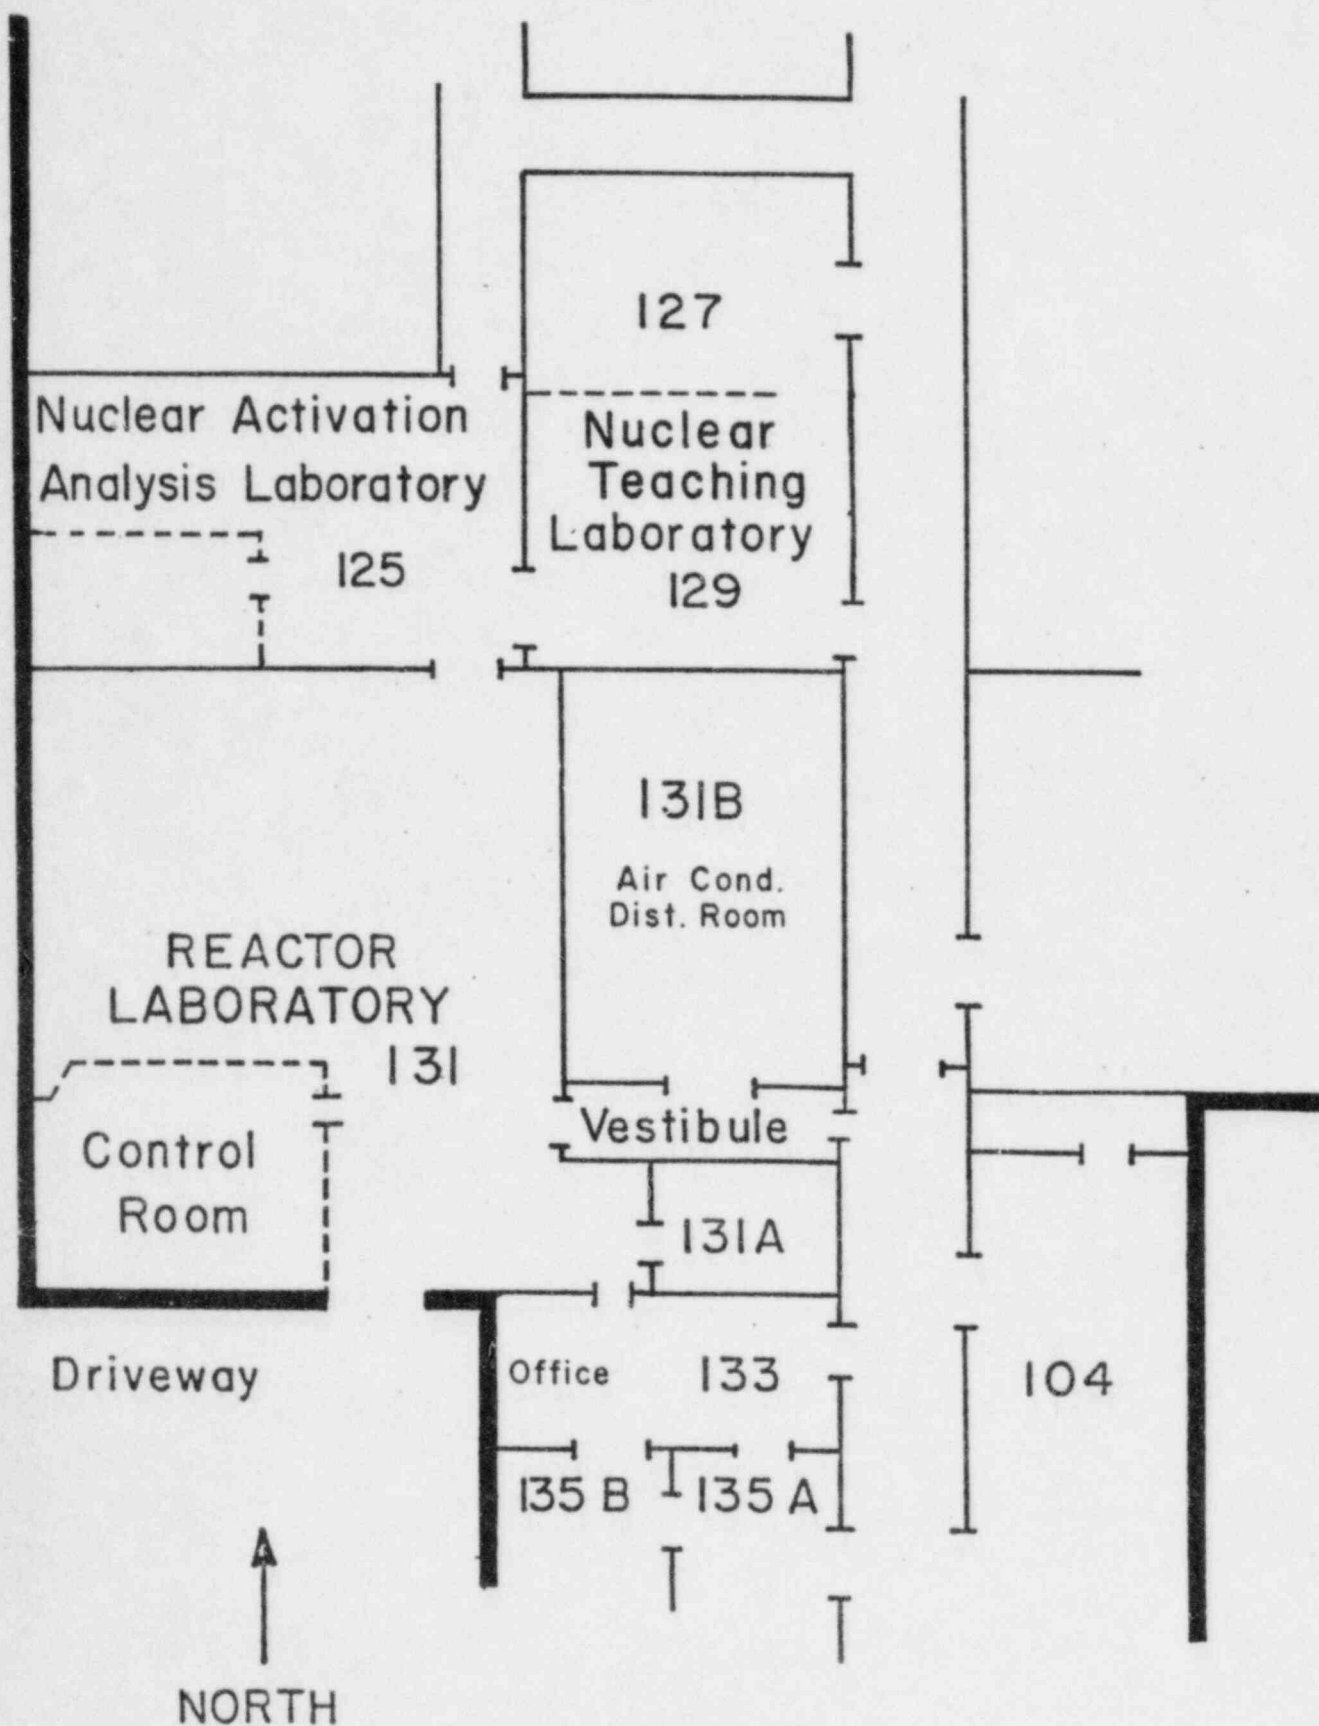 127
Nuclear Activation
Analysis Laboratory
125
Nuclear
Teaching
Laboratory
129
131B
Air Cond.
Dist. Room
REACTOR
LABORATORY
131
Vestibule
Control
Room
131A
Driveway
Office
133
104
135 B
135 A
NORTH